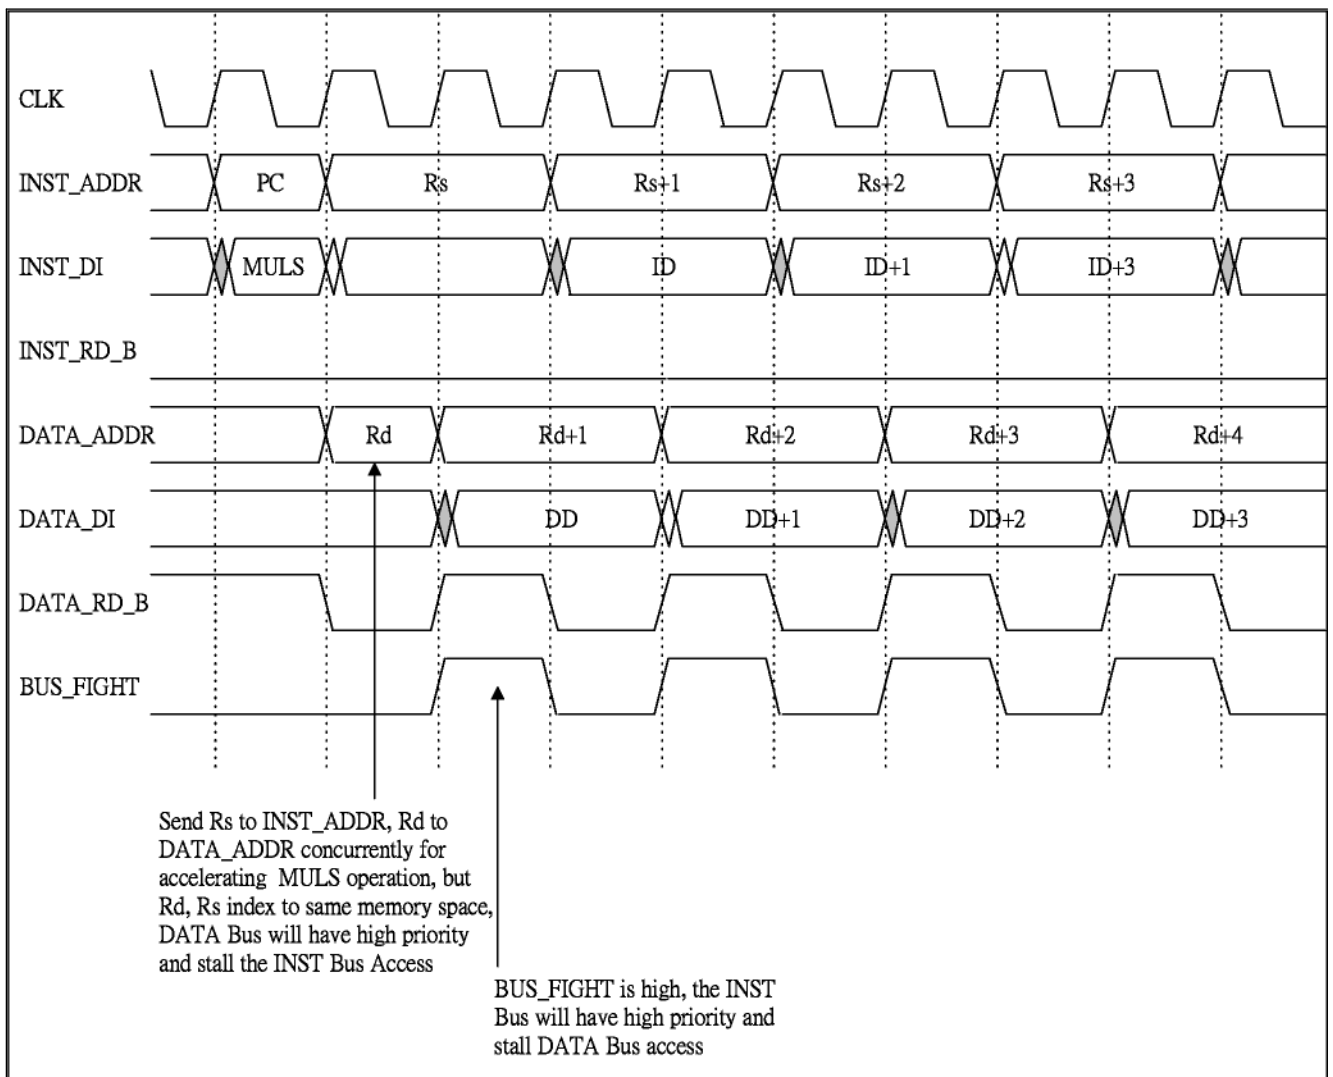 CLK
INST_ADDR PC Rs Rs+1 Rs+2 Rs+3
INST_DI MULS ID ID+1 ID+3
INST_RD_B
DATA_ADDR Rd Rd+1 Rd+2 Rd+3 Rd+4
DATA_DI DD DD+1 DD+2 DD+3
DATA_RD_B
BUS_FIGHT
Send Rs to INST_ADDR, Rd to
DATA_ADDR concurrently for
accelerating MULS operation, but
Rd, Rs index to same memory space,
DATA Bus will have high priority
and stall the INST Bus Access
BUS_FIGHT is high, the INST
Bus will have high priority and
stall DATA Bus access